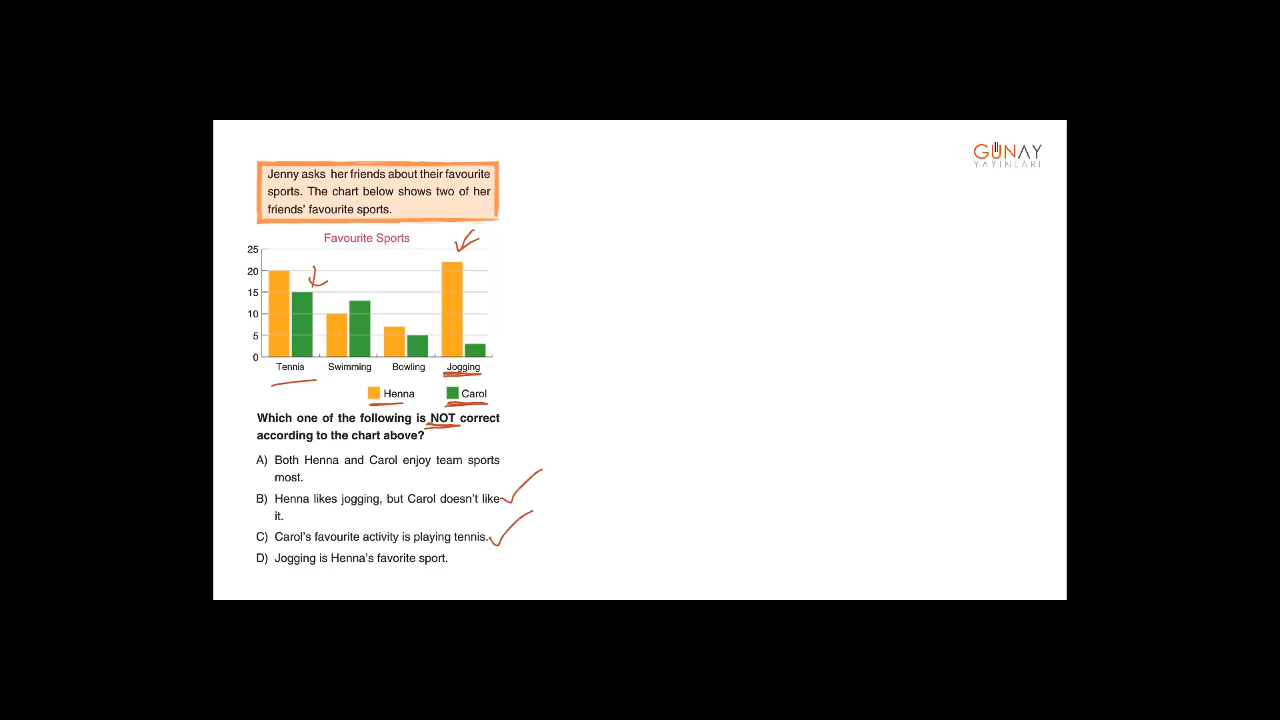 GÜNAY
YAYINLARI
Jenny asks her friends about their favourite
sports. The chart below shows two of her
friends' favourite sports.
Favourite Sports
25
20
15
10
5
0
Tennis Swimming Bowling Jogging
Henna Carol
Which one of the following is NOT correct
according to the chart above?
A) Both Henna and Carol enjoy team sports
most.
B) Henna likes jogging, but Carol doesn't like
it.
C) Carol's favourite activity is playing tennis.
D) Jogging is Henna's favorite sport.